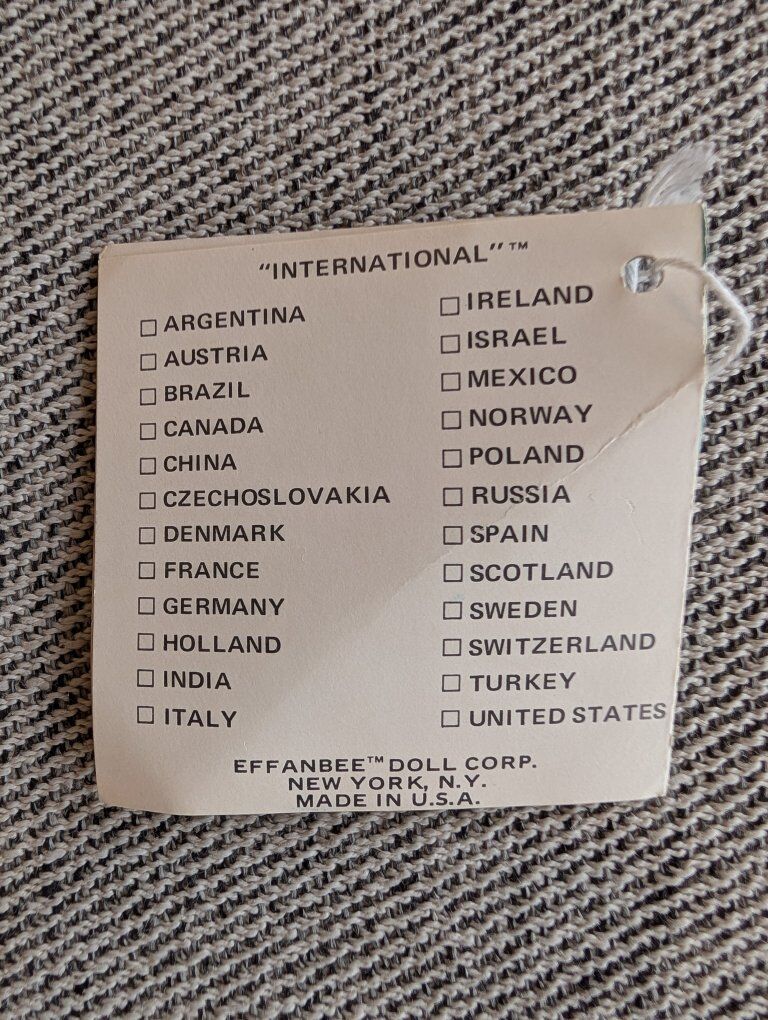 "INTERNATIONAL"™
☐ ARGENTINA
☐ AUSTRIA
☐ BRAZIL
☐ CANADA
☐ CHINA
☐ CZECHOSLOVAKIA
☐ DENMARK
☐ FRANCE
☐ GERMANY
☐ HOLLAND
☐ INDIA
☐ ITALY
☐ IRELAND
☐ ISRAEL
☐ MEXICO
☐ NORWAY
☐ POLAND
☐ RUSSIA
☐ SPAIN
☐ SCOTLAND
☐ SWEDEN
☐ SWITZERLAND
☐ TURKEY
☐ UNITED STATES
EFFANBEE™ DOLL CORP.
NEW YORK, N.Y.
MADE IN U.S.A.